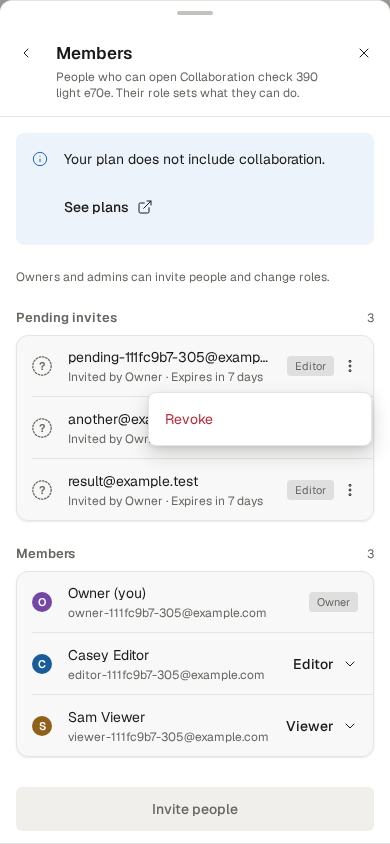 Members
People who can open Collaboration check 390
light e70e. Their role sets what they can do.
Your plan does not include collaboration.
See plans
Owners and admins can invite people and change roles.
Pending invites 3
? pending-111fc9b7-305@examp... Editor
Invited by Owner · Expires in 7 days
? another@exa
Invited by Own
Revoke
? result@example.test Editor
Invited by Owner · Expires in 7 days
Members 3
O Owner (you) Owner
owner-111fc9b7-305@example.com
C Casey Editor Editor
editor-111fc9b7-305@example.com
S Sam Viewer Viewer
viewer-111fc9b7-305@example.com
Invite people